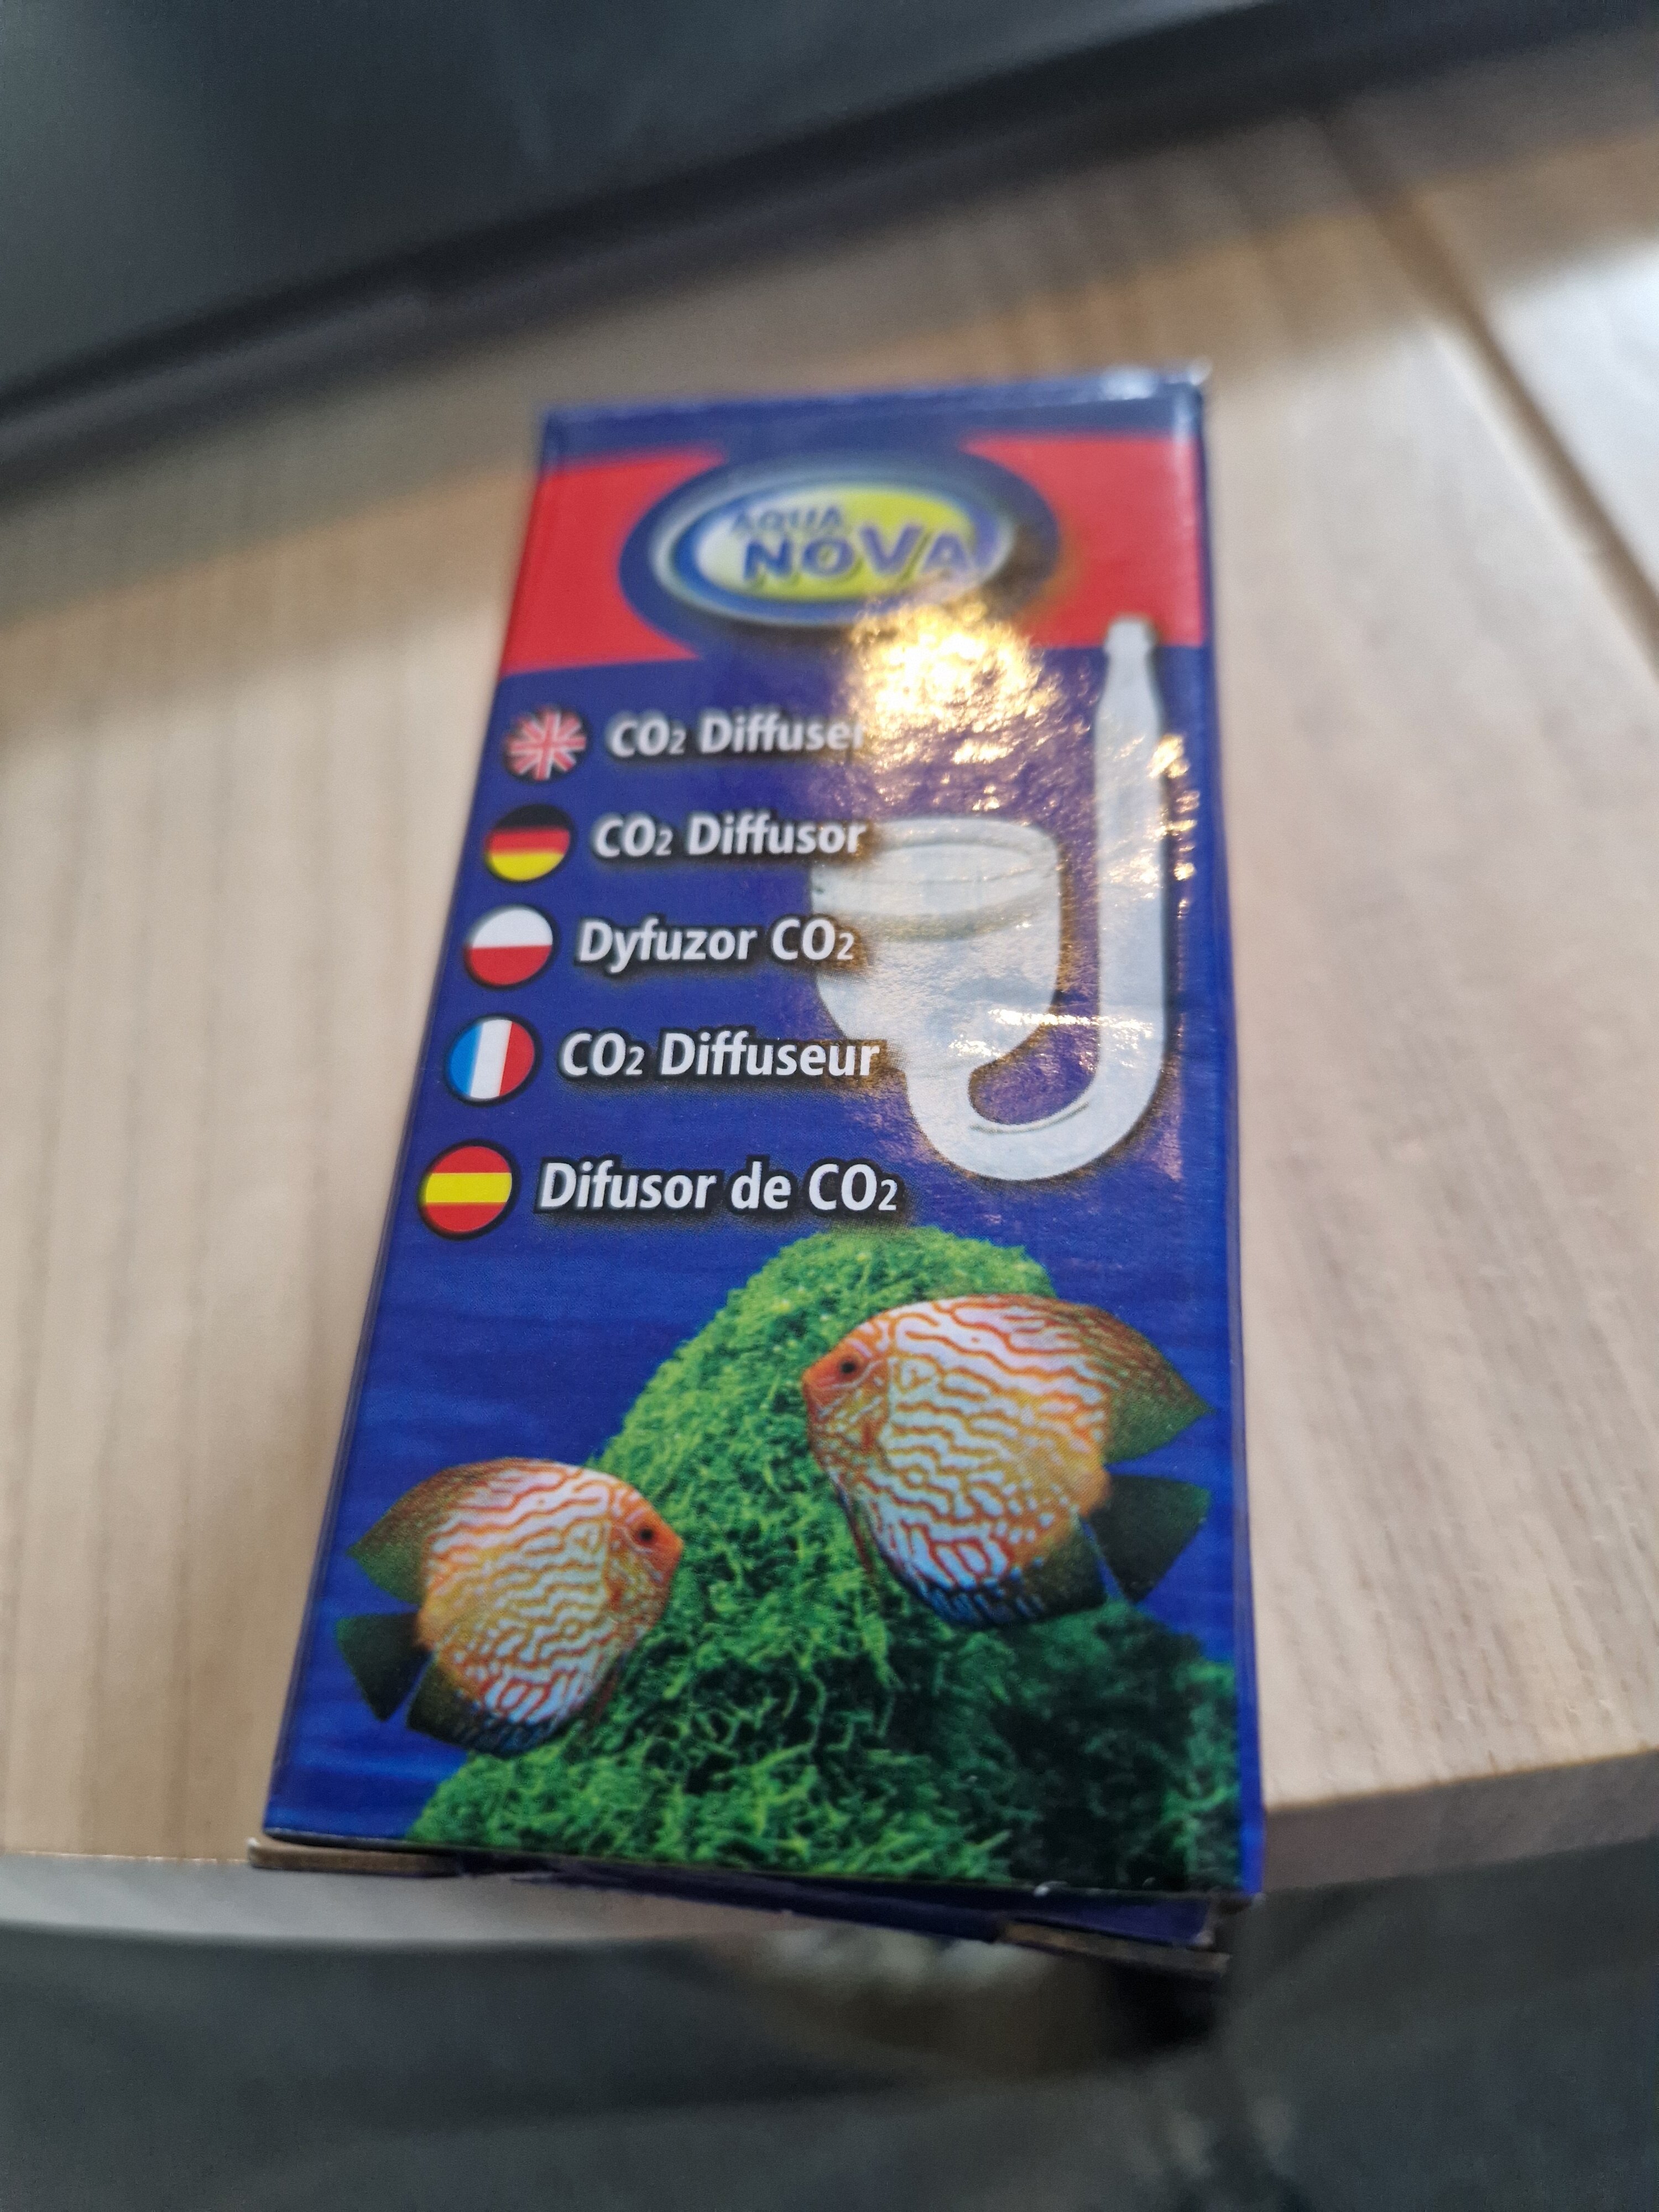 AQUA
NOVA
CO₂ Diffuser
CO₂ Diffusor
Dyfuzor CO₂
CO₂ Diffuseur
Difusor de CO₂